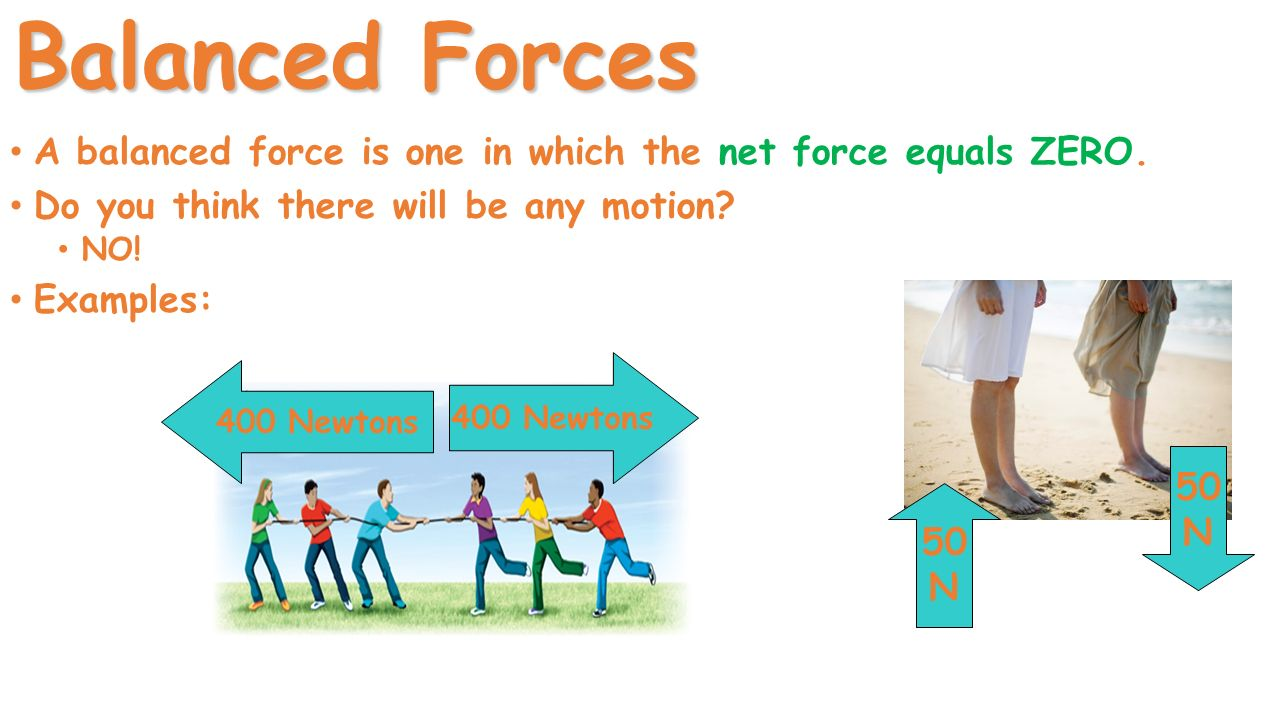 Balanced Forces
• A balanced force is one in which the net force equals ZERO.
• Do you think there will be any motion?
• NO!
• Examples:
400 Newtons
400 Newtons
50
N
50
N